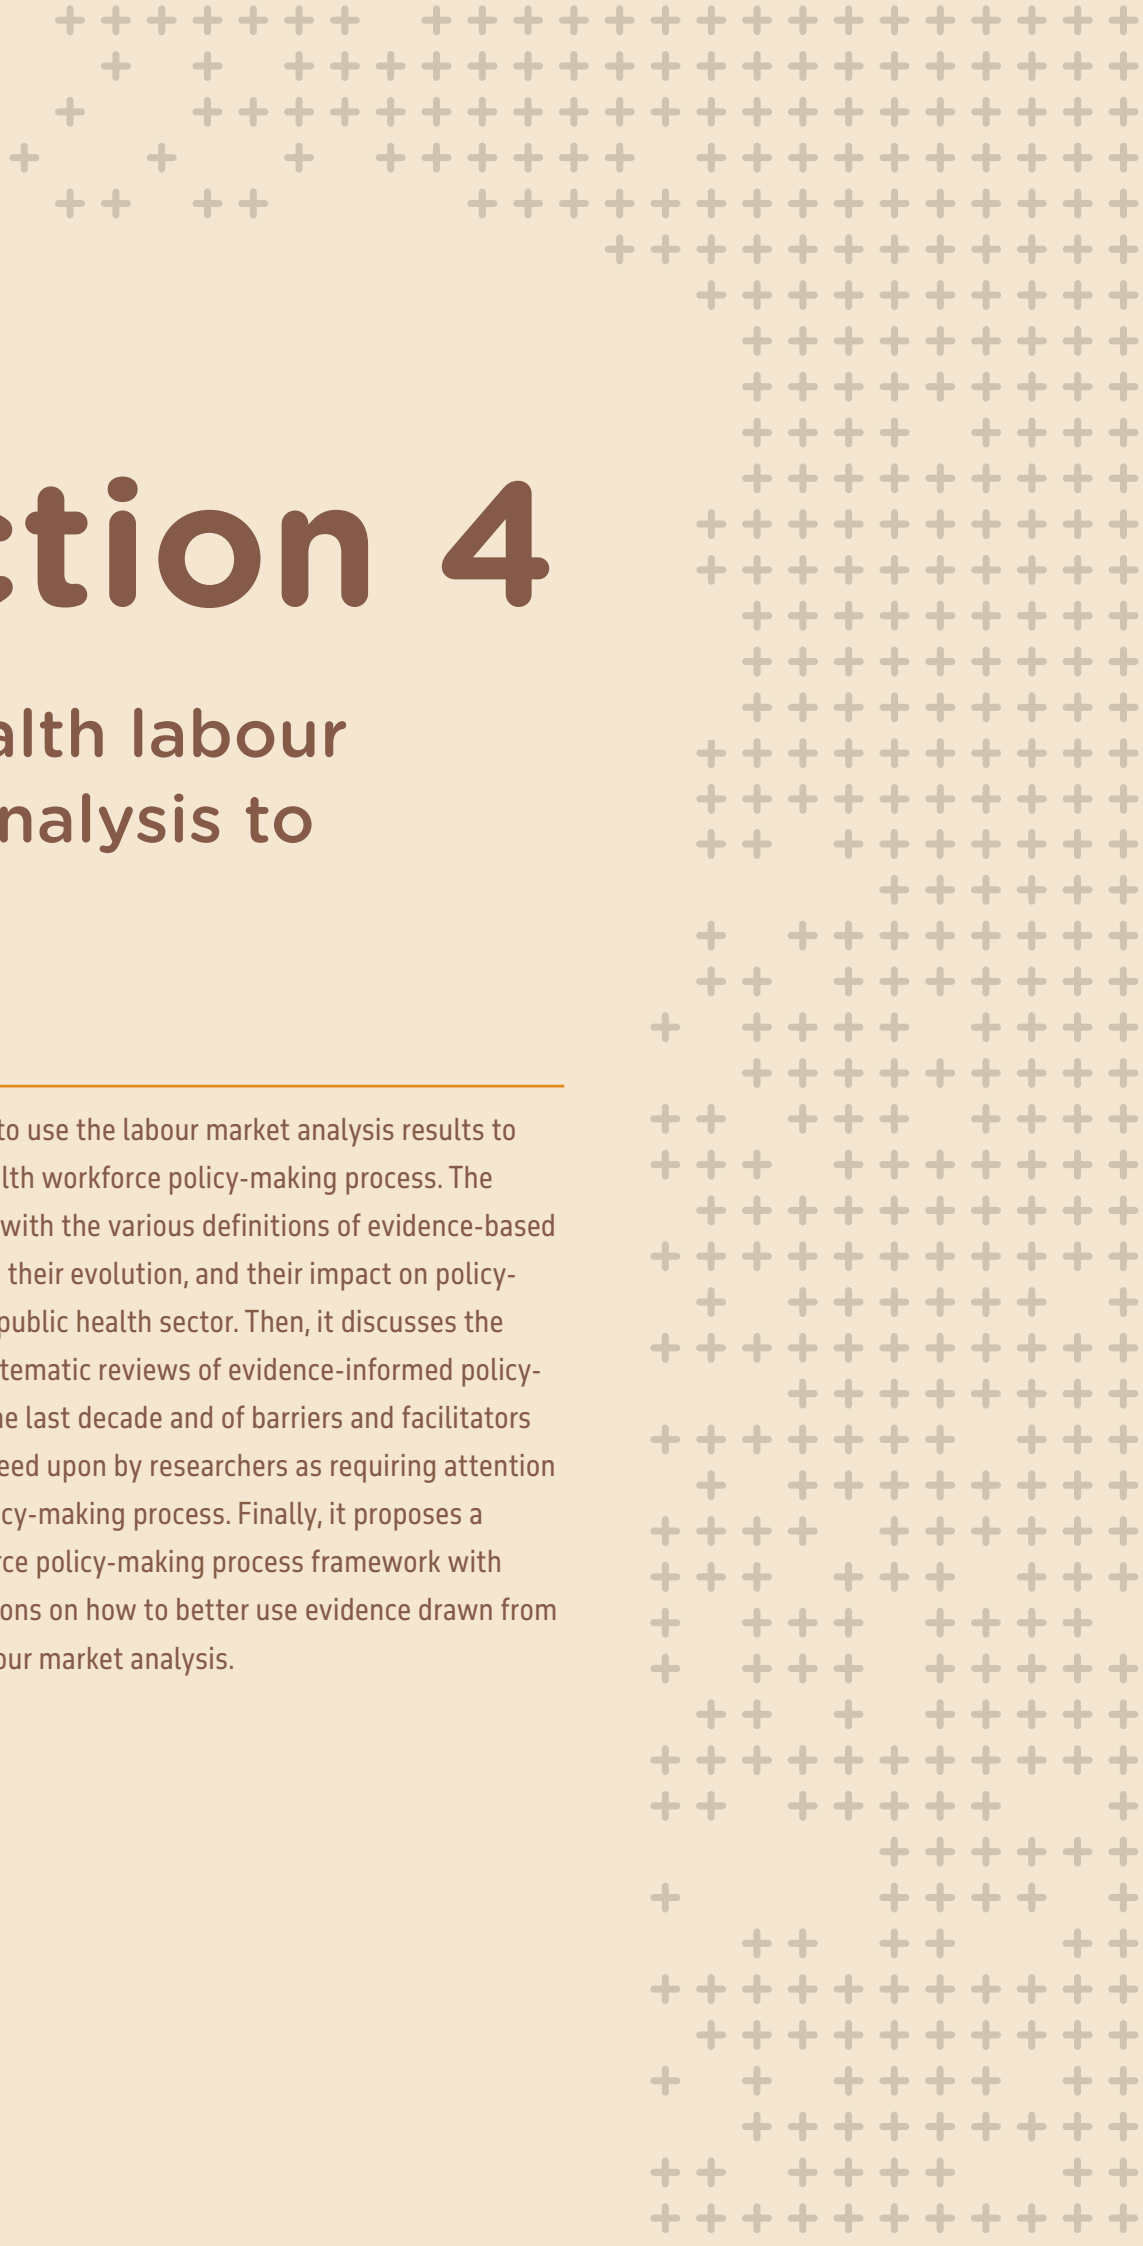 ction 4
alth labour
nalysis to
to use the labour market analysis results to
lth workforce policy-making process. The
with the various definitions of evidence-based
their evolution, and their impact on policy-
public health sector. Then, it discusses the
tematic reviews of evidence-informed policy-
he last decade and of barriers and facilitators
eed upon by researchers as requiring attention
cy-making process. Finally, it proposes a
rce policy-making process framework with
ons on how to better use evidence drawn from
our market analysis.